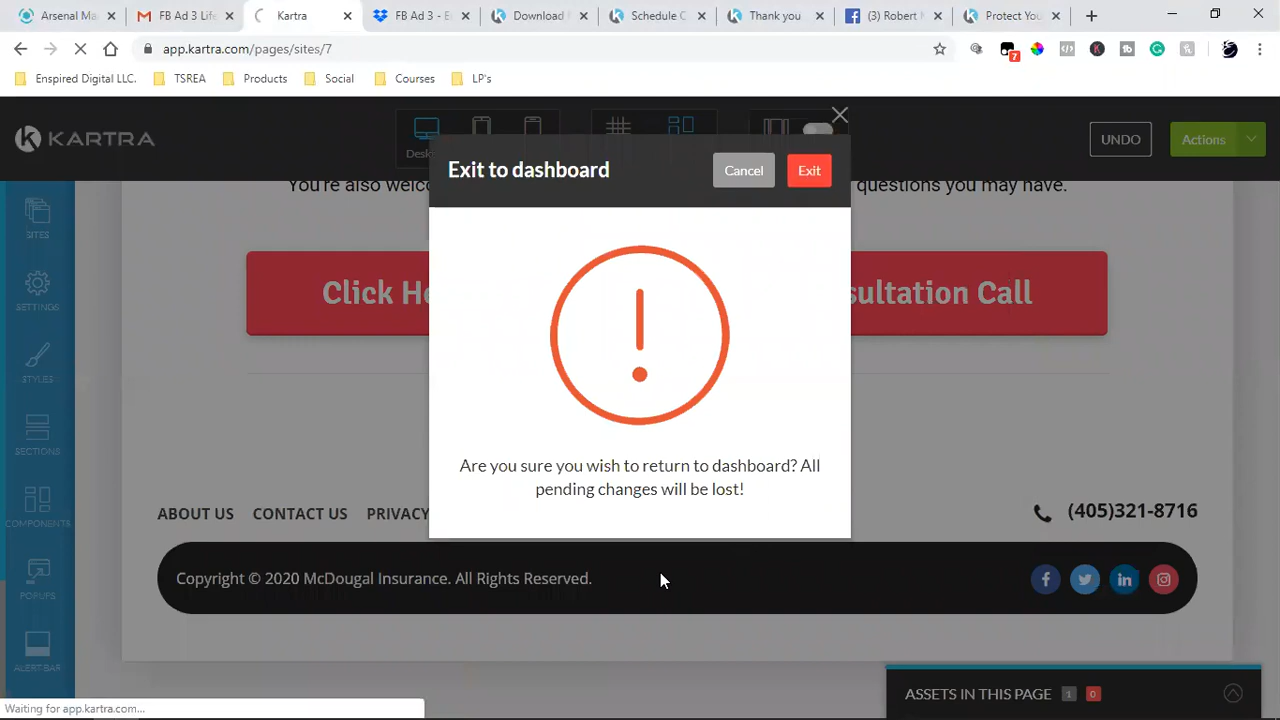 Arsenal Ma
FB Ad 3 Life
Kartra
FB Ad 3 - E
Download
Schedule C
Thank you
(3) Robert
Protect You
app.kartra.com/pages/sites/7
7
Enspired Digital LLC.
TSREA
Products
Social
Courses
LP's
KARTRA
Desk
UNDO
Actions
Exit to dashboard
Cancel
Exit
You're also welc
questions you may have.
Click He
sultation Call
Are you sure you wish to return to dashboard? All
pending changes will be lost!
SITES
SETTINGS
STYLES
SECTIONS
COMPONENTS
POPUPS
ALERT BAR
ABOUT US
CONTACT US
PRIVACY
(405)321-8716
Copyright © 2020 McDougal Insurance. All Rights Reserved.
ASSETS IN THIS PAGE
1
0
Waiting for app.kartra.com...